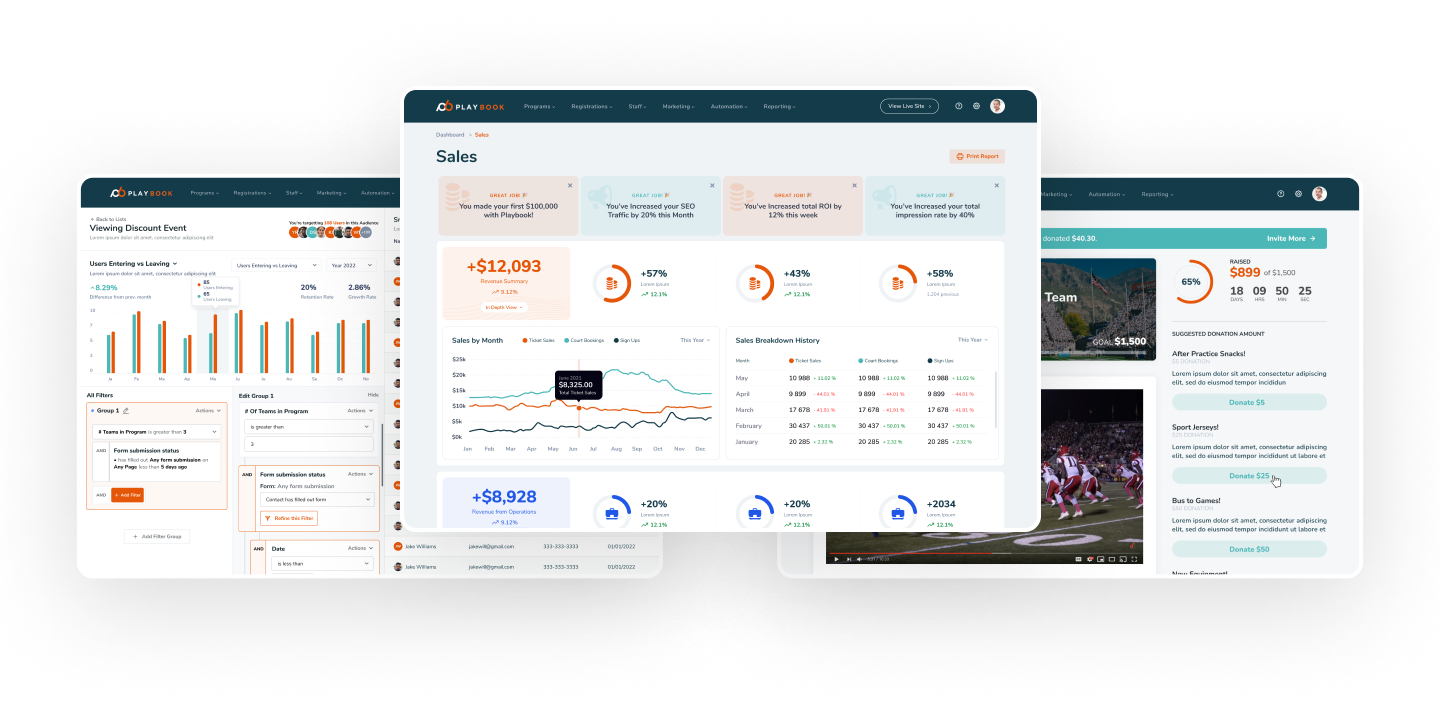 PLAYBOOK
Programs
Registrations
Staff
Marketing
Automation
Back to Lists
Viewing Discount Event
Lorem ipsum dolor sit amet, consectetur adipiscing elit
You're targeting 108 Users in this Audience
Users Entering vs Leaving
Lorem ipsum dolor sit amet, consectetur adipiscing elit
Users Entering vs Leaving
Year 2022
8.29%
Difference from prev. month
85
Users Entering
65
Users Leaving
20%
Retention Rate
2.86%
Growth Rate
All Filters
Group 1
Actions
# Teams in Program is greater than 3
AND
Form submission status
• has filled out Any form submission on
Any Page less than 5 days ago
AND
+ Add Filter
+ Add Filter Group
Edit Group 1
Hide
# Of Teams in Program
Actions
is greater than
3
AND
Form submission status
Actions
Form: Any form submission
Contact has filled out form
Refine this Filter
AND
Date
Actions
is less than
Jake Williams jakewill@gmail.com 333-333-3333 01/01/2022
Jake Williams jakewill@gmail.com 333-333-3333 01/01/2022
PLAYBOOK
Programs
Registrations
Staff
Marketing
Automation
Reporting
View Live Site
Dashboard > Sales
Sales
Print Report
GREAT JOB!
You made your first $100,000
with Playbook!
GREAT JOB!
You've Increased your SEO
Traffic by 20% this Month
GREAT JOB!
You've Increased total ROI by
12% this week
GREAT JOB!
You've Increased your total
impression rate by 40%
+$12,093
Revenue Summary
9.12%
In Depth View
+57%
Lorem Ipsum
12.1%
+43%
Lorem Ipsum
12.1%
+58%
Lorem Ipsum
1,204 previous
Sales by Month
Ticket Sales
Court Bookings
Sign Ups
This Year
$25k
$20k
$15k
$10k
$5k
$0k
June 2021
$8,325.00
Total Ticket Sales
Jan Feb Mar Apr May Jun Jul Aug Sep Oct Nov Dec
Sales Breakdown History
This Year
Month Ticket Sales Court Bookings Sign Ups
May 10 988 + 11.02 % 10 988 + 11.02 % 10 988 + 11.02 %
April 9 899 - 44.01 % 9 899 - 44.01 % 9 899 - 44.01 %
March 17 678 - 41.91 % 17 678 - 41.91 % 17 678 - 41.91 %
February 30 437 + 50.01 % 30 437 + 50.01 % 30 437 + 50.01 %
January 20 285 + 2.32 % 20 285 + 2.32 % 20 285 + 2.32 %
+$8,928
Revenue from Operations
9.12%
+20%
Lorem Ipsum
12.1%
+20%
Lorem Ipsum
12.1%
+2034
Lorem Ipsum
12.1%
Marketing
Automation
Reporting
donated $40.30.
Invite More
Team
GOAL $1,500
65%
RAISED
$899 of $1,500
18 09 50 25
DAYS HRS MIN SEC
SUGGESTED DONATION AMOUNT
After Practice Snacks!
$5 DONATION
Lorem ipsum dolor sit amet, consectetur adipiscing
elit, sed do eiusmod tempor incididun
Donate $5
Sport Jerseys!
$25 DONATION
Lorem ipsum dolor sit amet, consectetur adipiscing
elit, sed do eiusmod tempor incididunt ut labore et
Donate $25
Bus to Games!
$50 DONATION
Lorem ipsum dolor sit amet, consectetur adipiscing
elit, sed do eiusmod tempor incididunt ut labore et
Donate $50